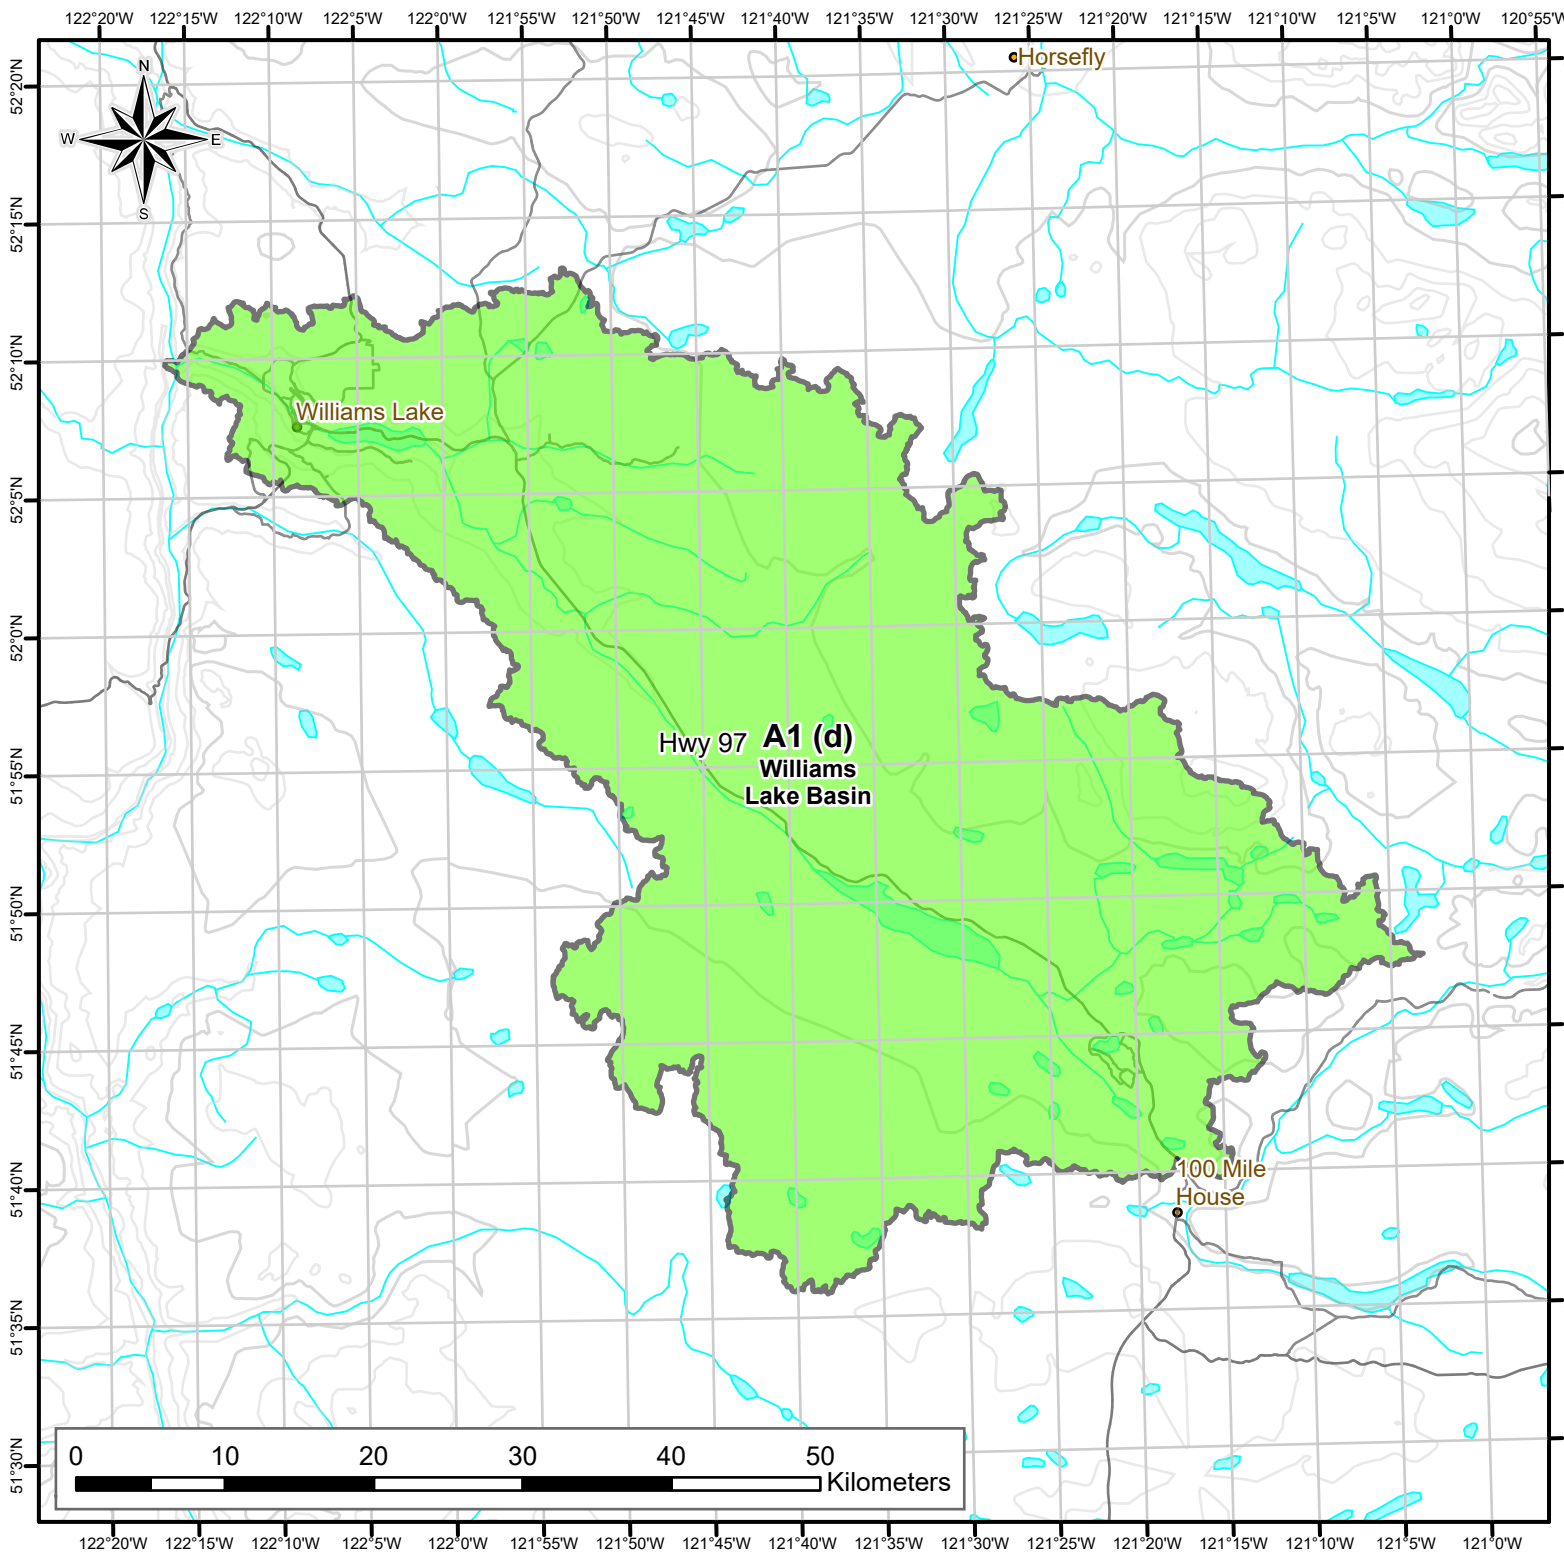 122°20'W 122°15'W 122°10'W 122°5'W 122°0'W 121°55'W 121°50'W 121°45'W 121°40'W 121°35'W 121°30'W 121°25'W 121°20'W 121°15'W 121°10'W 121°5'W 121°0'W 120°55'W
Horsefly
N
W E
S
52°20'N
52°15'N
52°10'N
Williams Lake
52°5'N
52°0'N
Hwy 97 A1 (d)
Williams
Lake Basin
51°55'N
51°50'N
51°45'N
51°40'N
100 Mile
House
51°35'N
51°30'N
0 10 20 30 40 50
Kilometers
122°20'W 122°15'W 122°10'W 122°5'W 122°0'W 121°55'W 121°50'W 121°45'W 121°40'W 121°35'W 121°30'W 121°25'W 121°20'W 121°15'W 121°10'W 121°5'W 121°0'W